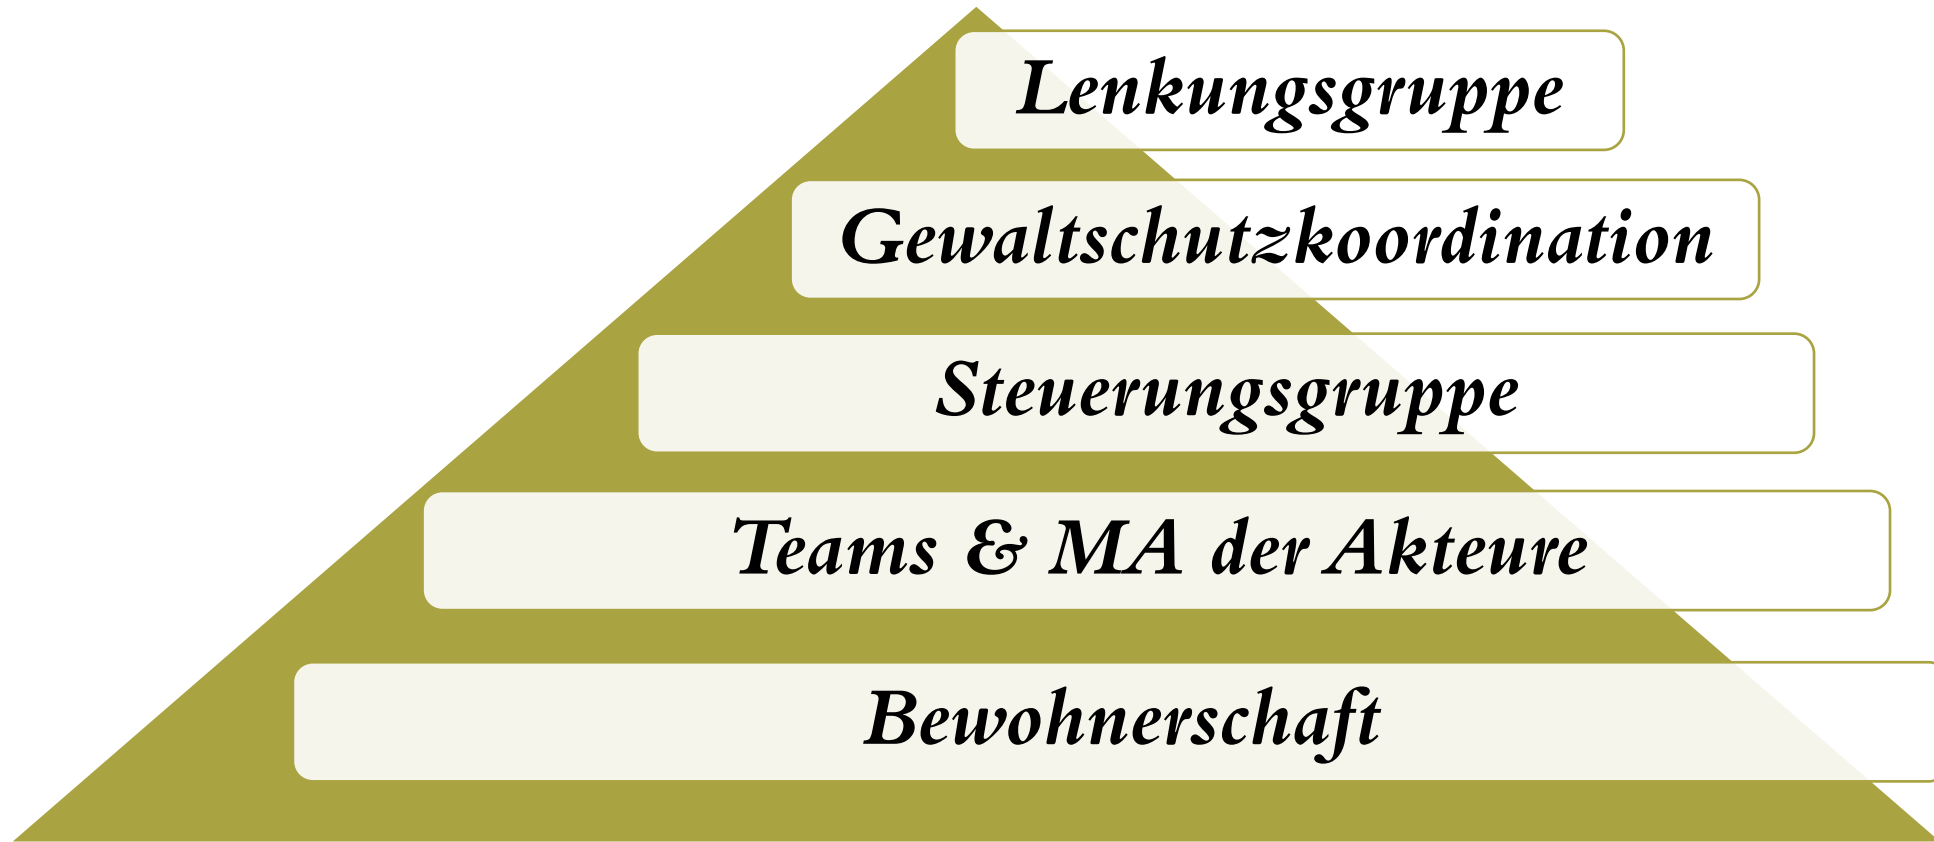 Lenkungsgruppe
Gewaltschutzkoordination
Steuerungsgruppe
Teams & MA der Akteure
Bewohnerschaft